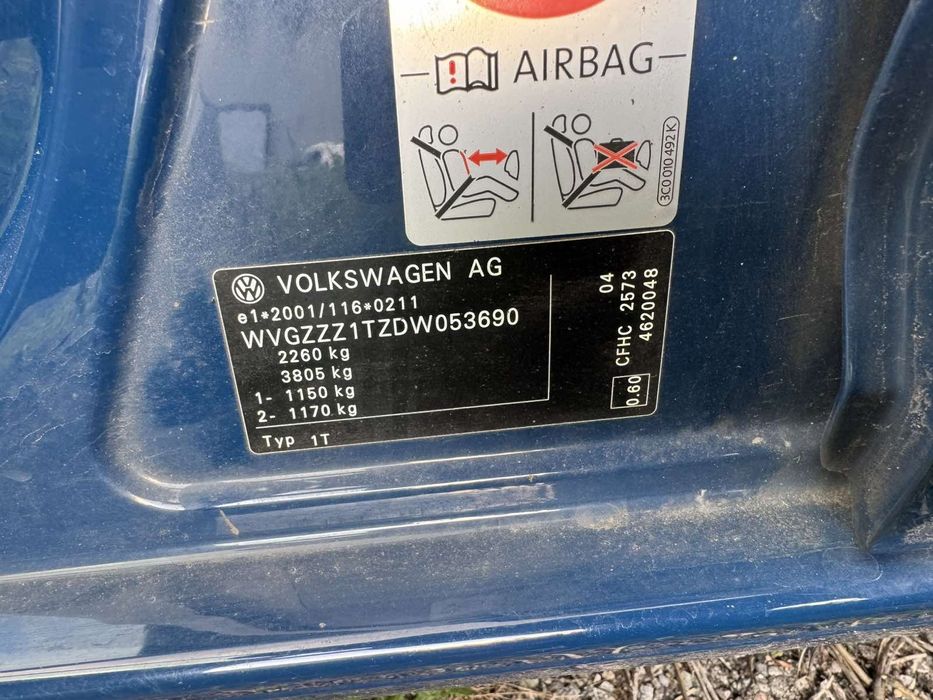 AIRBAG
3C0 010 492 K
VOLKSWAGEN AG
e1*2001/116*0211
WVGZZZ1TZDW053690
2260 kg
3805 kg
1- 1150 kg
2- 1170 kg
Typ 1T
04
CFHC 2573
4620048
0.60